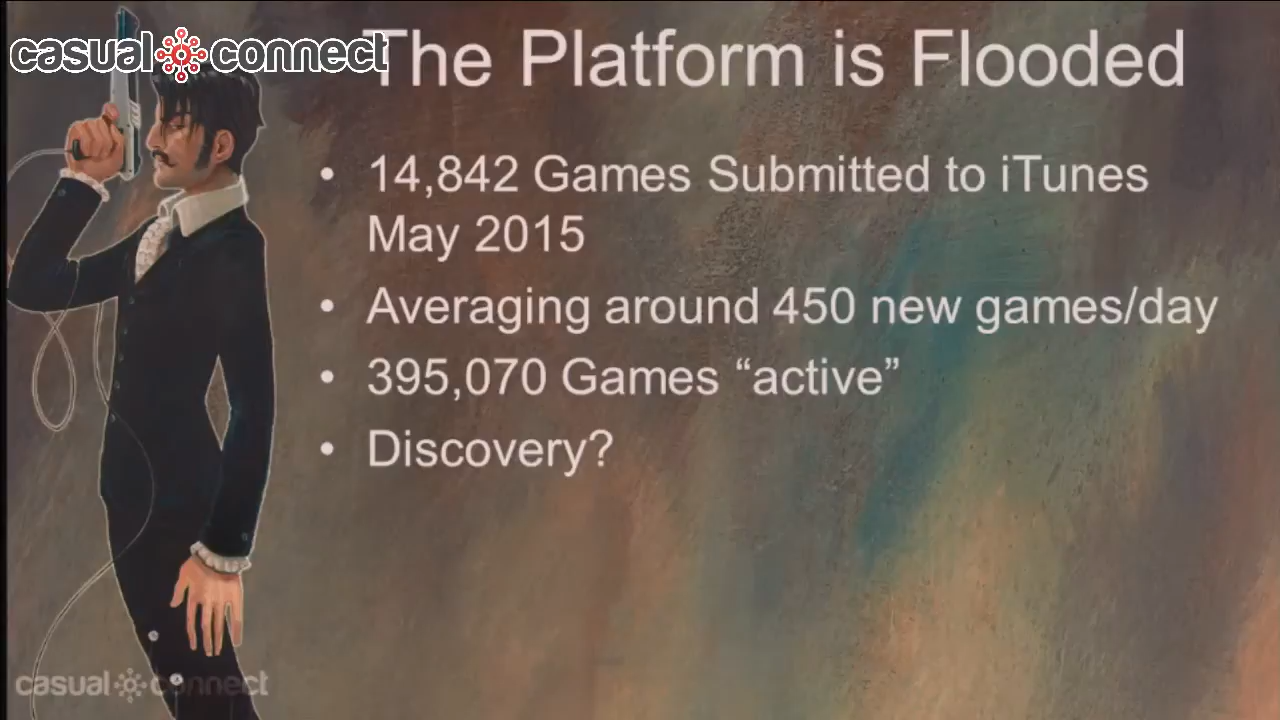 casual connect
The Platform is Flooded
• 14,842 Games Submitted to iTunes
May 2015
• Averaging around 450 new games/day
• 395,070 Games “active”
• Discovery?
casual connect